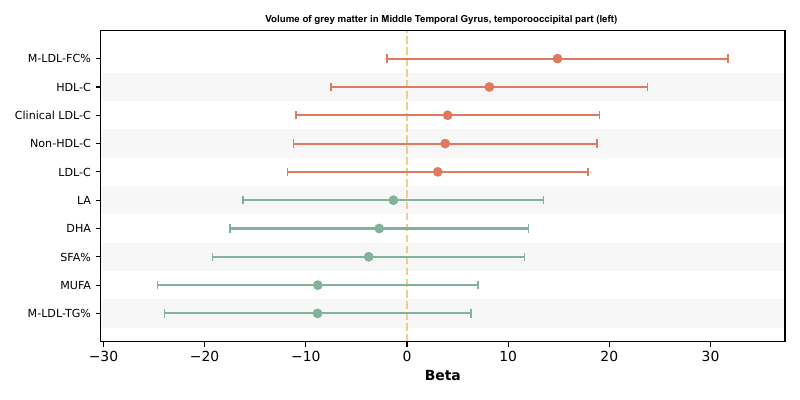 Volume of grey matter in Middle Temporal Gyrus, temporooccipital part (left)
M-LDL-FC%
HDL-C
Clinical LDL-C
Non-HDL-C
LDL-C
LA
DHA
SFA%
MUFA
M-LDL-TG%
−30 −20 −10 0 10 20 30
Beta